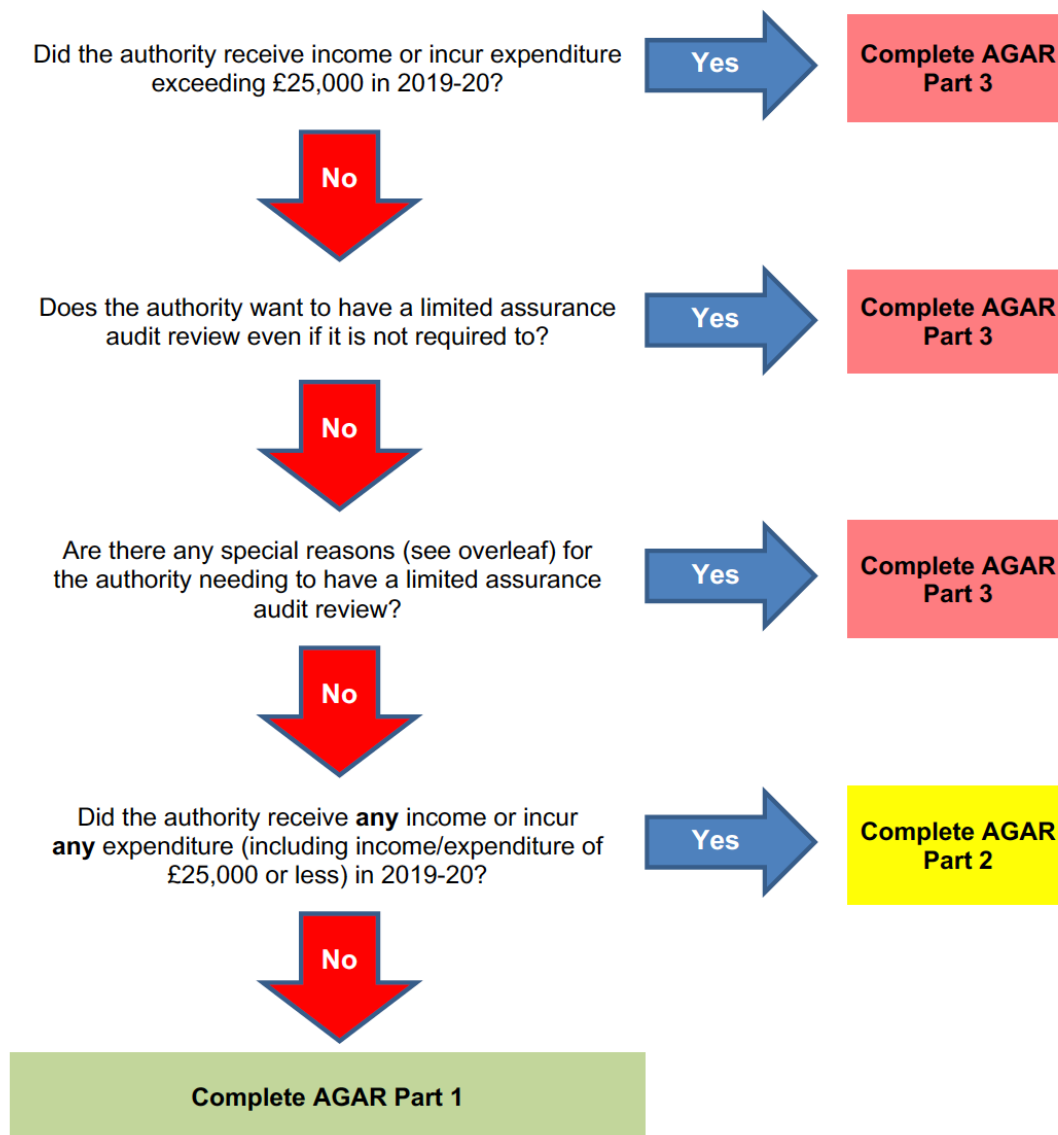 Did the authority receive income or incur expenditure
exceeding £25,000 in 2019-20?
Yes
Complete AGAR
Part 3
No
Does the authority want to have a limited assurance
audit review even if it is not required to?
Yes
Complete AGAR
Part 3
No
Are there any special reasons (see overleaf) for
the authority needing to have a limited assurance
audit review?
Yes
Complete AGAR
Part 3
No
Did the authority receive any income or incur
any expenditure (including income/expenditure of
£25,000 or less) in 2019-20?
Yes
Complete AGAR
Part 2
No
Complete AGAR Part 1